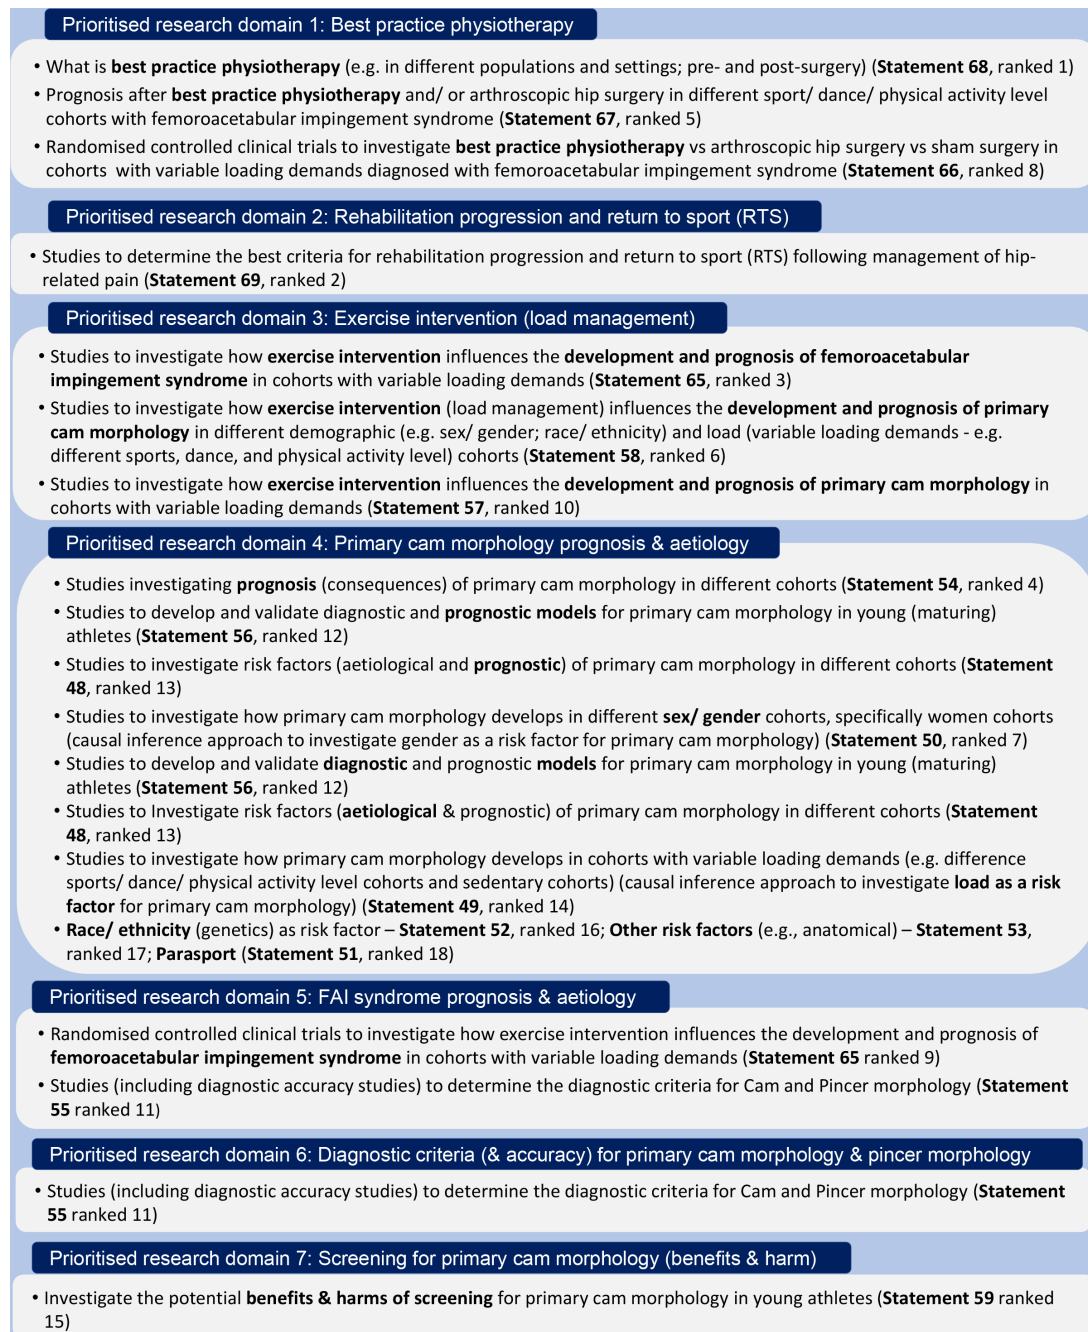 Prioritised research domain 1: Best practice physiotherapy
• What is best practice physiotherapy (e.g. in different populations and settings; pre- and post-surgery) (Statement 68, ranked 1)
• Prognosis after best practice physiotherapy and/ or arthroscopic hip surgery in different sport/ dance/ physical activity level
cohorts with femoroacetabular impingement syndrome (Statement 67, ranked 5)
• Randomised controlled clinical trials to investigate best practice physiotherapy vs arthroscopic hip surgery vs sham surgery in
cohorts with variable loading demands diagnosed with femoroacetabular impingement syndrome (Statement 66, ranked 8)
Prioritised research domain 2: Rehabilitation progression and return to sport (RTS)
• Studies to determine the best criteria for rehabilitation progression and return to sport (RTS) following management of hip-
related pain (Statement 69, ranked 2)
Prioritised research domain 3: Exercise intervention (load management)
• Studies to investigate how exercise intervention influences the development and prognosis of femoroacetabular
impingement syndrome in cohorts with variable loading demands (Statement 65, ranked 3)
• Studies to investigate how exercise intervention (load management) influences the development and prognosis of primary
cam morphology in different demographic (e.g. sex/ gender; race/ ethnicity) and load (variable loading demands - e.g.
different sports, dance, and physical activity level) cohorts (Statement 58, ranked 6)
• Studies to investigate how exercise intervention influences the development and prognosis of primary cam morphology in
cohorts with variable loading demands (Statement 57, ranked 10)
Prioritised research domain 4: Primary cam morphology prognosis & aetiology
• Studies investigating prognosis (consequences) of primary cam morphology in different cohorts (Statement 54, ranked 4)
• Studies to develop and validate diagnostic and prognostic models for primary cam morphology in young (maturing)
athletes (Statement 56, ranked 12)
• Studies to investigate risk factors (aetiological and prognostic) of primary cam morphology in different cohorts (Statement
48, ranked 13)
• Studies to investigate how primary cam morphology develops in different sex/ gender cohorts, specifically women cohorts
(causal inference approach to investigate gender as a risk factor for primary cam morphology) (Statement 50, ranked 7)
• Studies to develop and validate diagnostic and prognostic models for primary cam morphology in young (maturing)
athletes (Statement 56, ranked 12)
• Studies to Investigate risk factors (aetiological & prognostic) of primary cam morphology in different cohorts (Statement
48, ranked 13)
• Studies to investigate how primary cam morphology develops in cohorts with variable loading demands (e.g. difference
sports/ dance/ physical activity level cohorts and sedentary cohorts) (causal inference approach to investigate load as a risk
factor for primary cam morphology) (Statement 49, ranked 14)
• Race/ ethnicity (genetics) as risk factor – Statement 52, ranked 16; Other risk factors (e.g., anatomical) – Statement 53,
ranked 17; Parasport (Statement 51, ranked 18)
Prioritised research domain 5: FAI syndrome prognosis & aetiology
• Randomised controlled clinical trials to investigate how exercise intervention influences the development and prognosis of
femoroacetabular impingement syndrome in cohorts with variable loading demands (Statement 65 ranked 9)
• Studies (including diagnostic accuracy studies) to determine the diagnostic criteria for Cam and Pincer morphology (Statement
55 ranked 11)
Prioritised research domain 6: Diagnostic criteria (& accuracy) for primary cam morphology & pincer morphology
• Studies (including diagnostic accuracy studies) to determine the diagnostic criteria for Cam and Pincer morphology (Statement
55 ranked 11)
Prioritised research domain 7: Screening for primary cam morphology (benefits & harm)
• Investigate the potential benefits & harms of screening for primary cam morphology in young athletes (Statement 59 ranked
15)